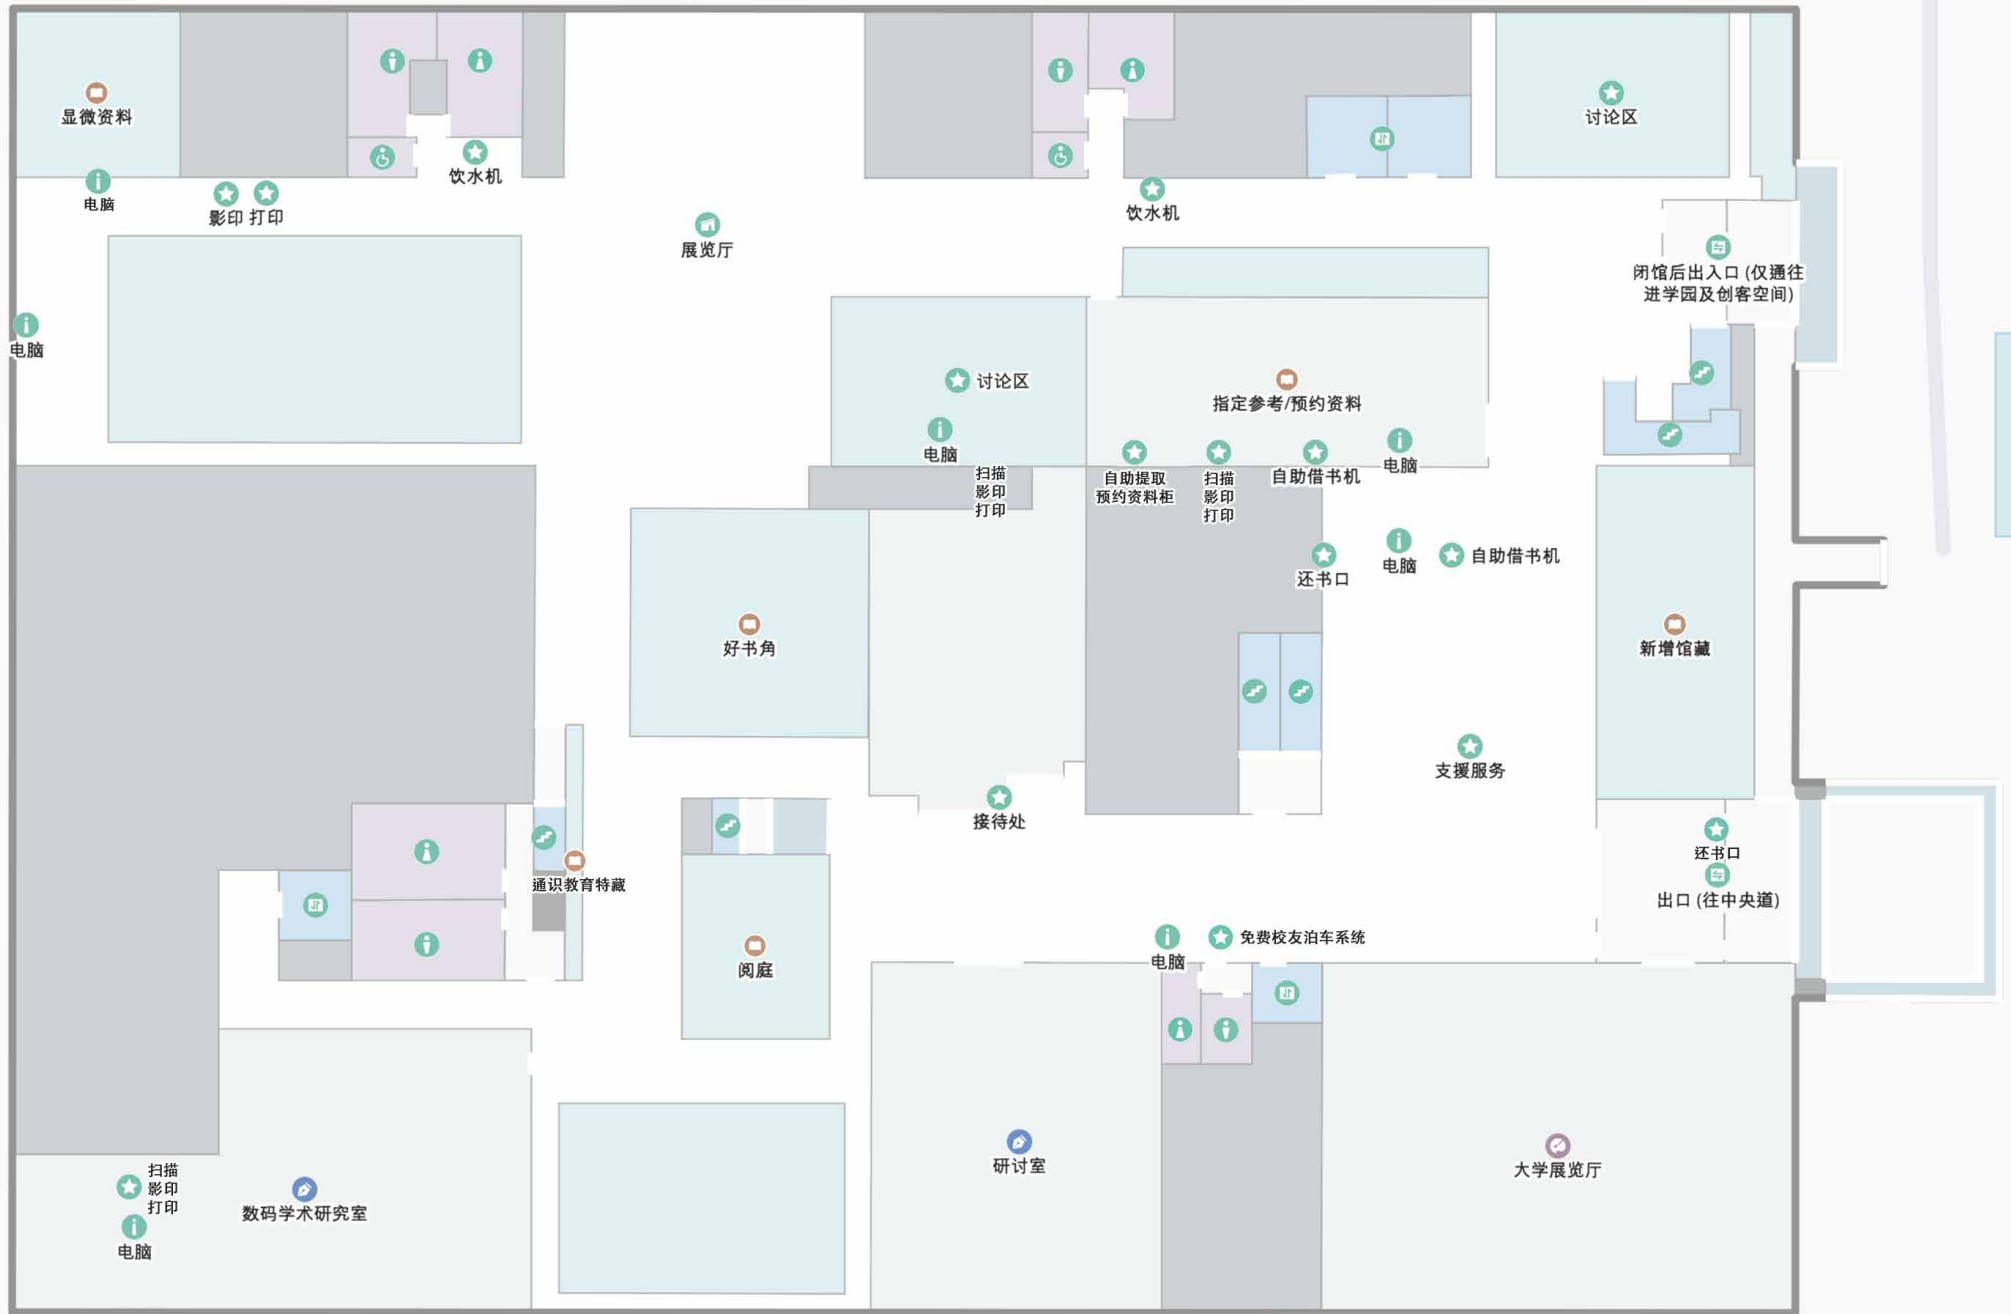 显微资料
讨论区
饮水机
电脑
影印
打印
饮水机
展览厅
闭馆后出入口 (仅通往
进学园及创客空间)
电脑
讨论区
指定参考/预约资料
电脑
电脑
自助提取
预约资料柜
扫描
影印
打印
自助借书机
扫描
影印
打印
还书口
电脑
自助借书机
好书角
新增馆藏
支援服务
接待处
还书口
出口 (往中央道)
通识教育特藏
阅庭
电脑
免费校友泊车系统
研讨室
大学展览厅
扫描
影印
打印
数码学术研究室
电脑